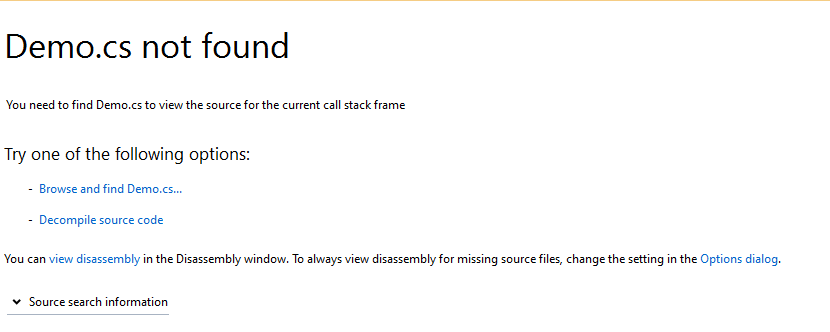 Demo.cs not found
You need to find Demo.cs to view the source for the current call stack frame
Try one of the following options:
- Browse and find Demo.cs...
- Decompile source code
You can view disassembly in the Disassembly window. To always view disassembly for missing source files, change the setting in the Options dialog.
Source search information